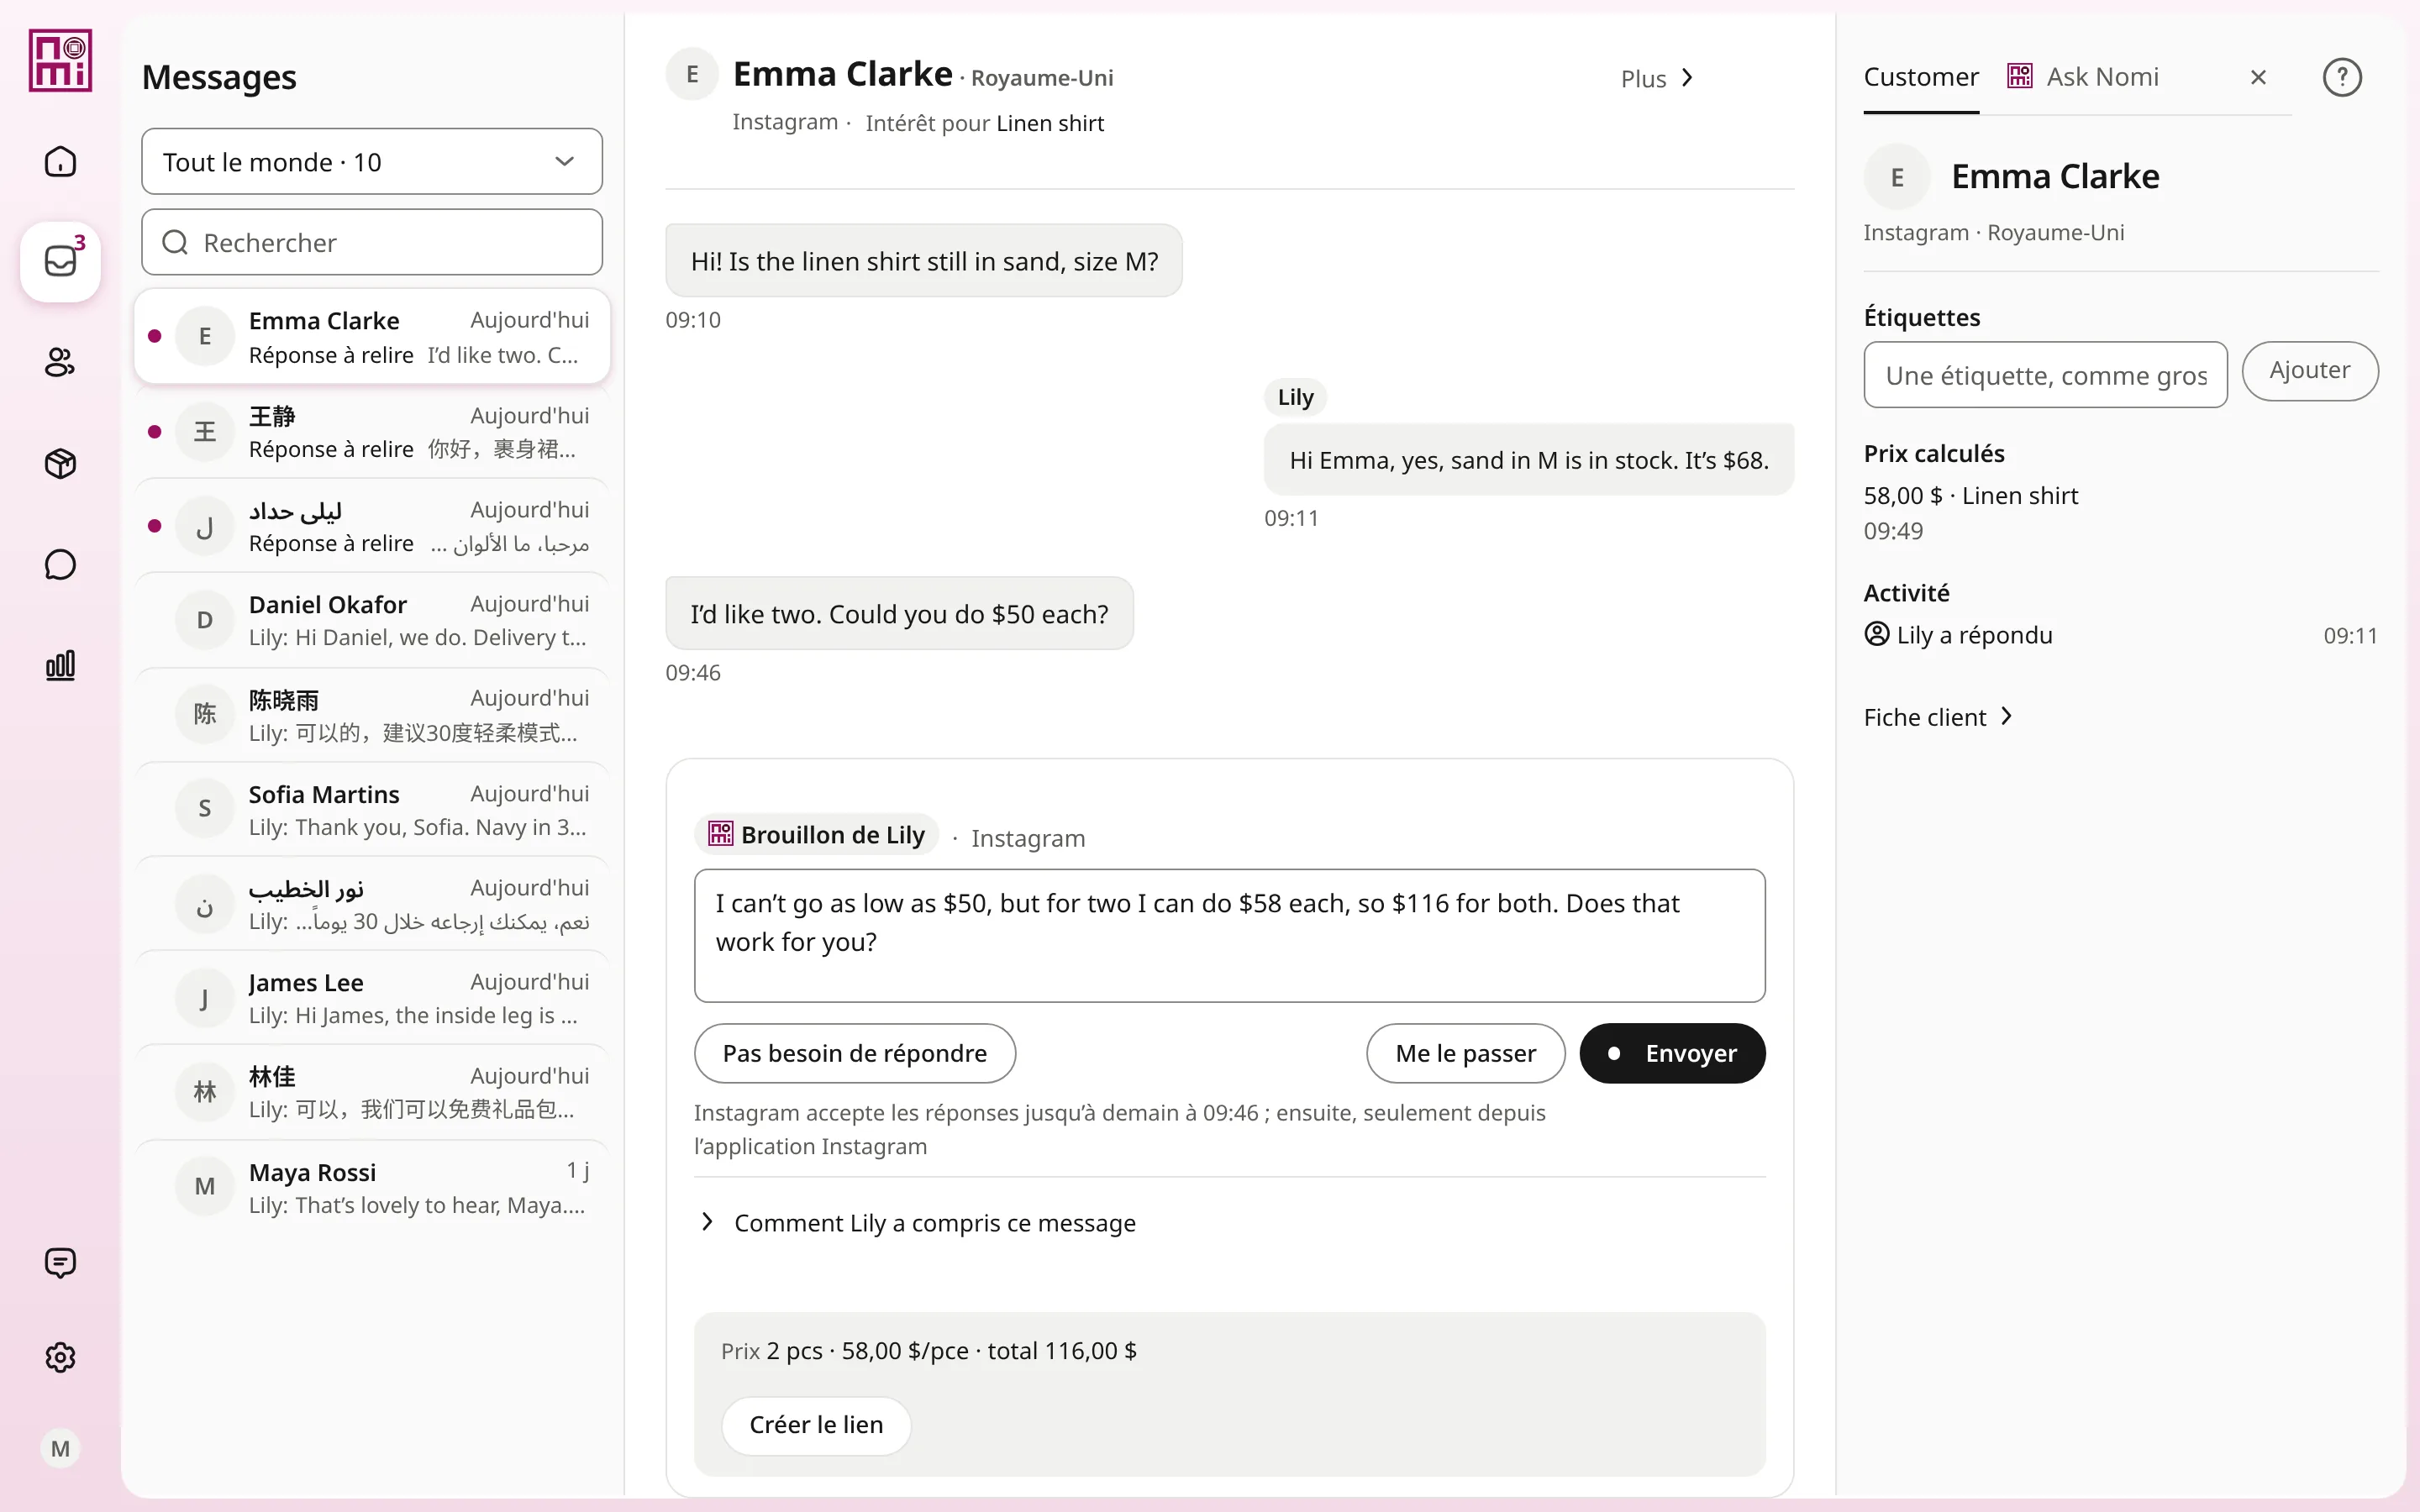 nomi
3
M
Messages
Tout le monde · 10
Rechercher
E
Emma Clarke
Aujourd'hui
Réponse à relire I’d like two. C...
王
王静
Aujourd'hui
Réponse à relire 你好，裹身裙...
ل
ليلى حداد
Aujourd'hui
Réponse à relire مرحبا، ما الألوان ...
D
Daniel Okafor
Aujourd'hui
Lily: Hi Daniel, we do. Delivery t...
陈
陈晓雨
Aujourd'hui
Lily: 可以的，建议30度轻柔模式...
S
Sofia Martins
Aujourd'hui
Lily: Thank you, Sofia. Navy in 3...
ن
نور الخطيب
Aujourd'hui
Lily: نعم، يمكنك إرجاعه خلال 30 يوماً...
J
James Lee
Aujourd'hui
Lily: Hi James, the inside leg is ...
林
林佳
Aujourd'hui
Lily: 可以，我们可以免费礼品包...
M
Maya Rossi
1 j
Lily: That’s lovely to hear, Maya....
E
Emma Clarke · Royaume-Uni
Instagram · Intérêt pour Linen shirt
Plus
Hi! Is the linen shirt still in sand, size M?
09:10
Lily
Hi Emma, yes, sand in M is in stock. It’s $68.
09:11
I’d like two. Could you do $50 each?
09:46
nomi Brouillon de Lily · Instagram
I can’t go as low as $50, but for two I can do $58 each, so $116 for both. Does that
work for you?
Pas besoin de répondre
Me le passer
Envoyer
Instagram accepte les réponses jusqu’à demain à 09:46 ; ensuite, seulement depuis
l’application Instagram
Comment Lily a compris ce message
Prix 2 pcs · 58,00 $/pce · total 116,00 $
Créer le lien
Customer
nomi Ask Nomi
?
E
Emma Clarke
Instagram · Royaume-Uni
Étiquettes
Une étiquette, comme gros
Ajouter
Prix calculés
58,00 $ · Linen shirt
09:49
Activité
Lily a répondu
09:11
Fiche client